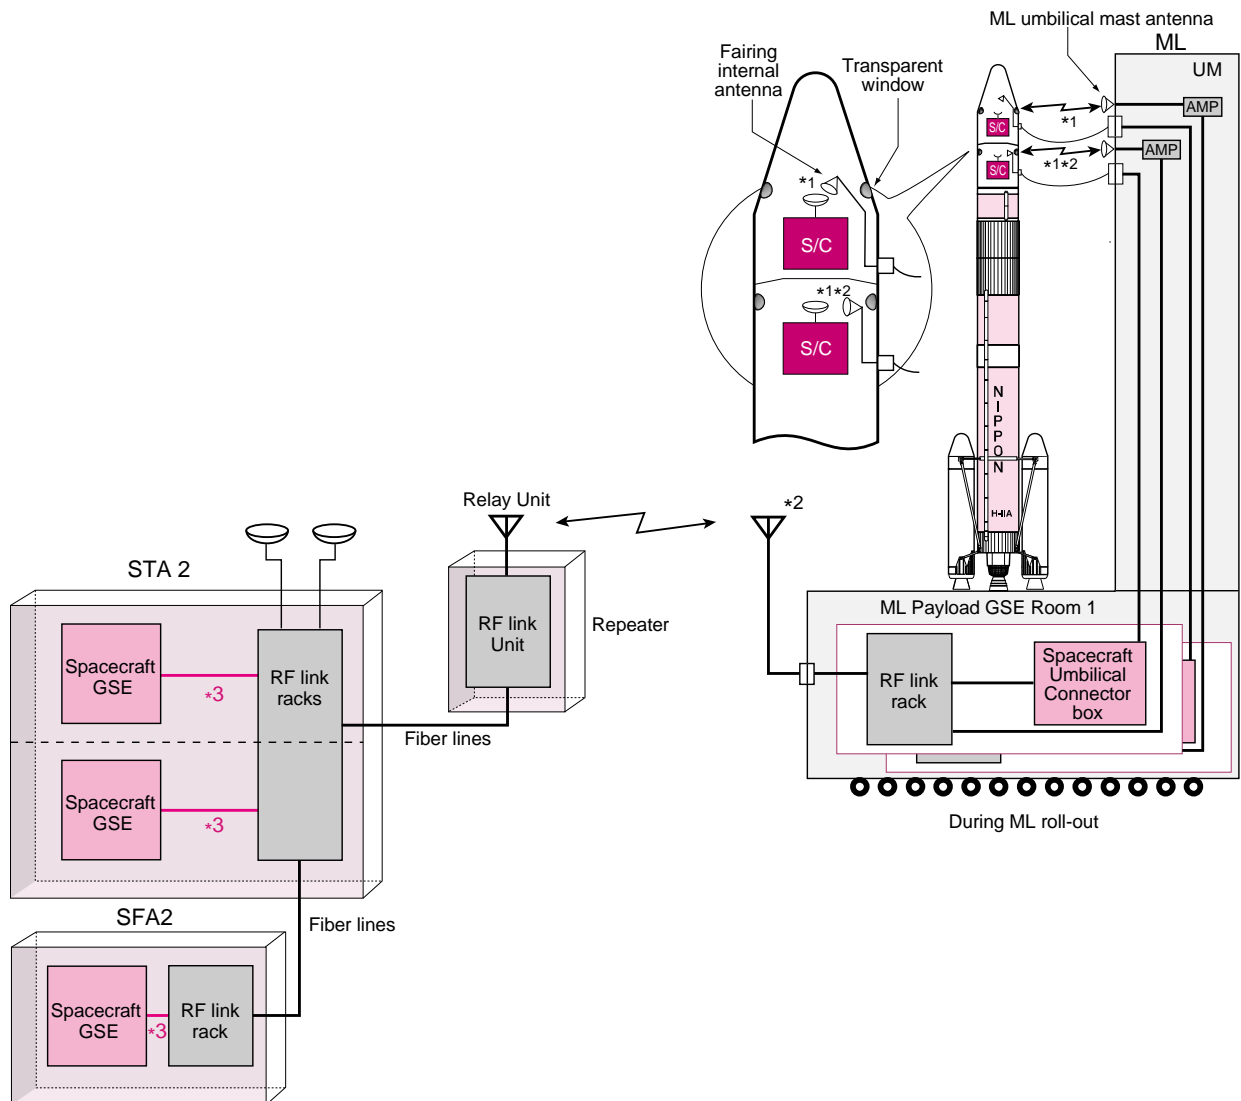 ML umbilical mast antenna
ML
UM
Fairing
internal
antenna
Transparent
window
AMP
*1
S/C
AMP
*1*2
S/C
*1
S/C
*1*2
S/C
NIPPON
H-IIA
Relay Unit
*2
STA 2
RF link
Unit
Repeater
ML Payload GSE Room 1
Spacecraft
GSE
*3
RF link
racks
Fiber lines
RF link
rack
Spacecraft
Umbilical
Connector
box
Spacecraft
GSE
*3
During ML roll-out
SFA2
Fiber lines
Spacecraft
GSE
*3
RF link
rack